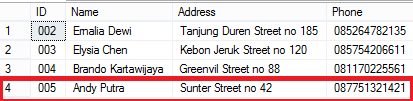 ID Name Address Phone
1 002 Emalia Dewi Tanjung Duren Street no 185 085264782135
2 003 Elysia Chen Kebon Jeruk Street no 120 085754206611
3 004 Brando Kartawijaya Greenvil Street no 88 081170225561
4 005 Andy Putra Sunter Street no 42 087751321421